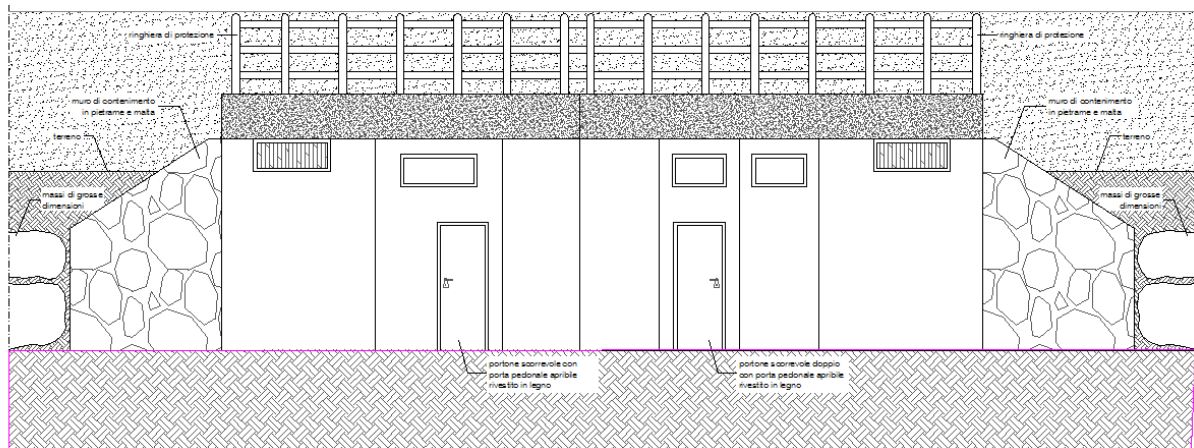 ringhiera di protezione
ringhiera di protezione
muro di contenimento
in pietrame e malta
muro di contenimento
in pietrame e malta
terreno
terreno
massi di grosse
dimensioni
massi di grosse
dimensioni
portone scorrevole con
porta pedonale apribile
rivestito in legno
portone scorrevole doppio
con porta pedonale apribile
rivestito in legno